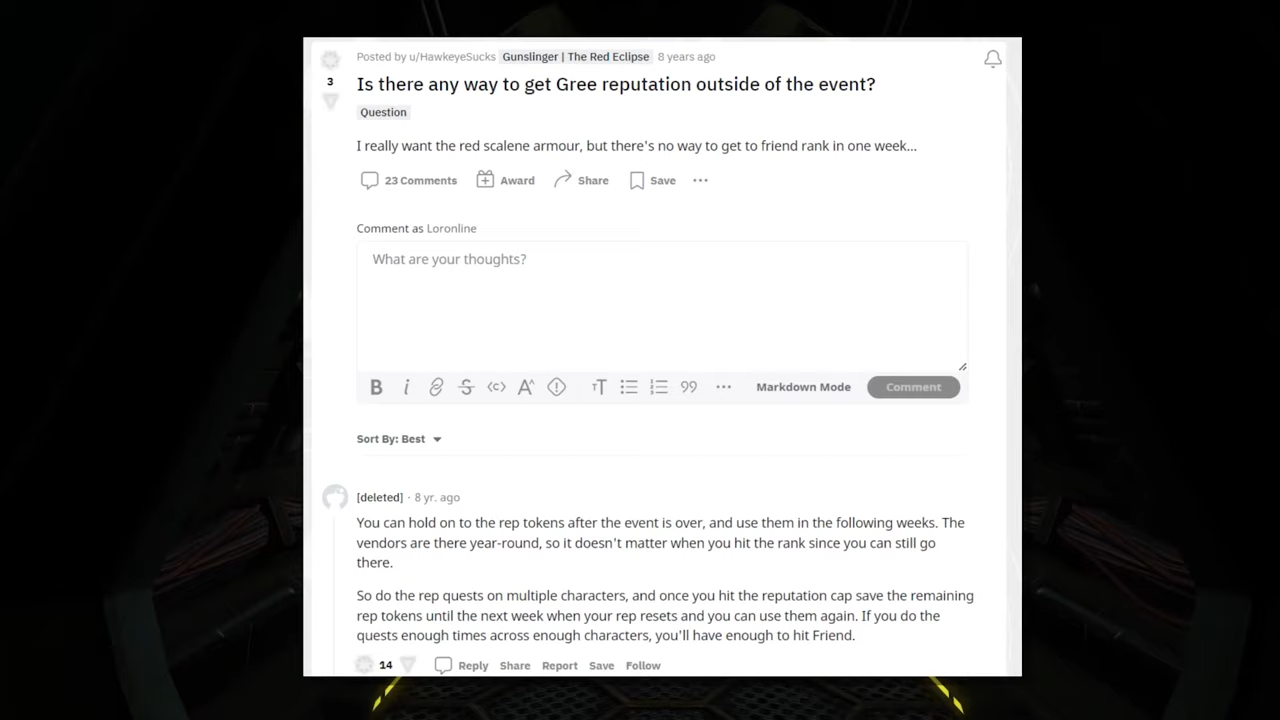 Posted by u/HawkeyeSucks Gunslinger | The Red Eclipse 8 years ago
3
Is there any way to get Gree reputation outside of the event?
Question
I really want the red scalene armour, but there's no way to get to friend rank in one week...
23 Comments Award Share Save ...
Comment as Loronline
What are your thoughts?
B i A^ T 99 ... Markdown Mode Comment
Sort By: Best
[deleted] · 8 yr. ago
You can hold on to the rep tokens after the event is over, and use them in the following weeks. The
vendors are there year-round, so it doesn't matter when you hit the rank since you can still go
there.
So do the rep quests on multiple characters, and once you hit the reputation cap save the remaining
rep tokens until the next week when your rep resets and you can use them again. If you do the
quests enough times across enough characters, you'll have enough to hit Friend.
14 Reply Share Report Save Follow